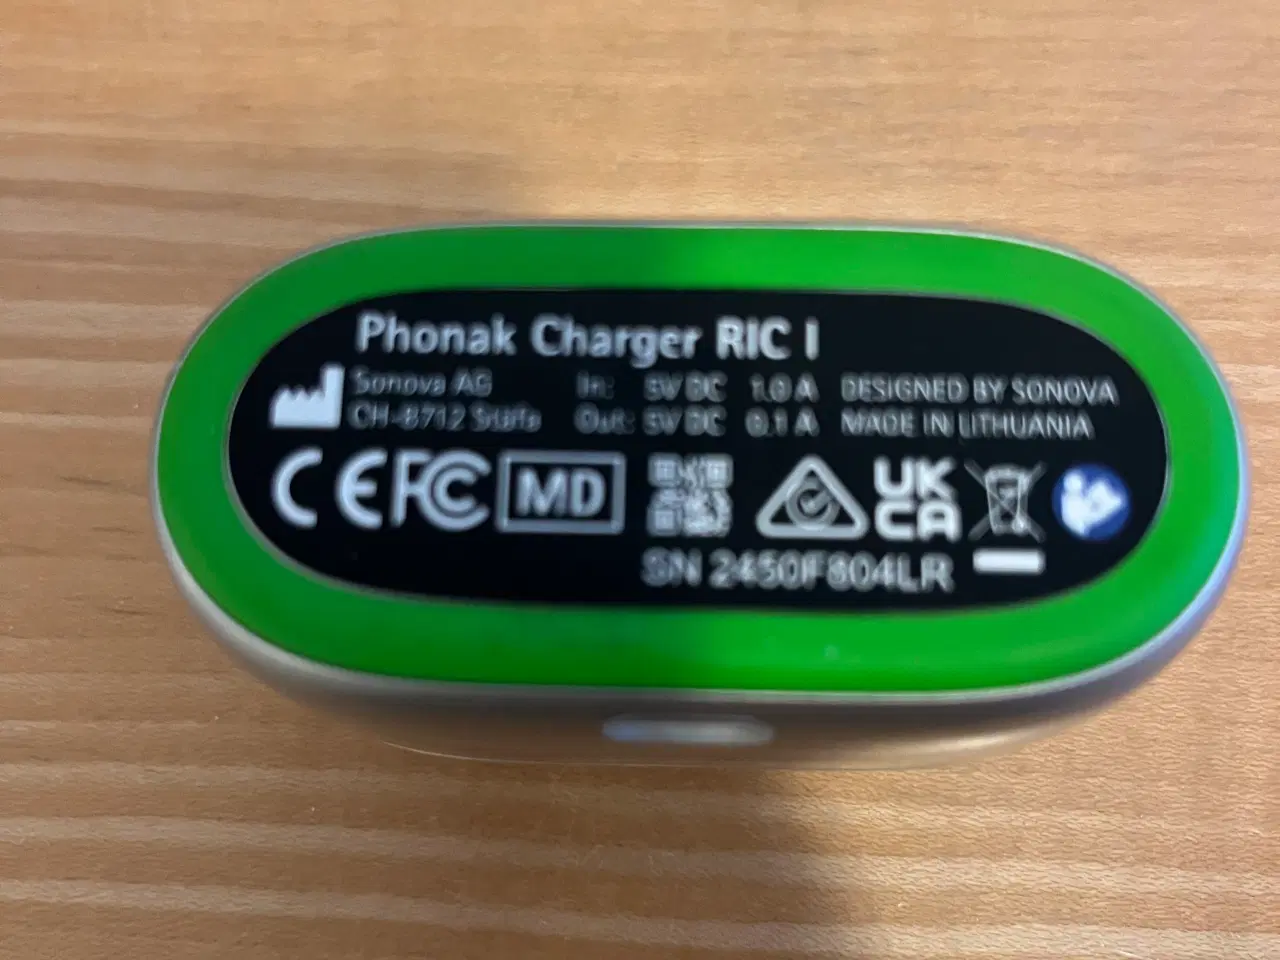 Phonak Charger RIC I
Sonova AG In: 5V DC 1.0 A DESIGNED BY SONOVA
CH-8712 Stäfa Out: 5V DC 0.1 A MADE IN LITHUANIA
CE FC MD UK
CA
SN 2450F804LR